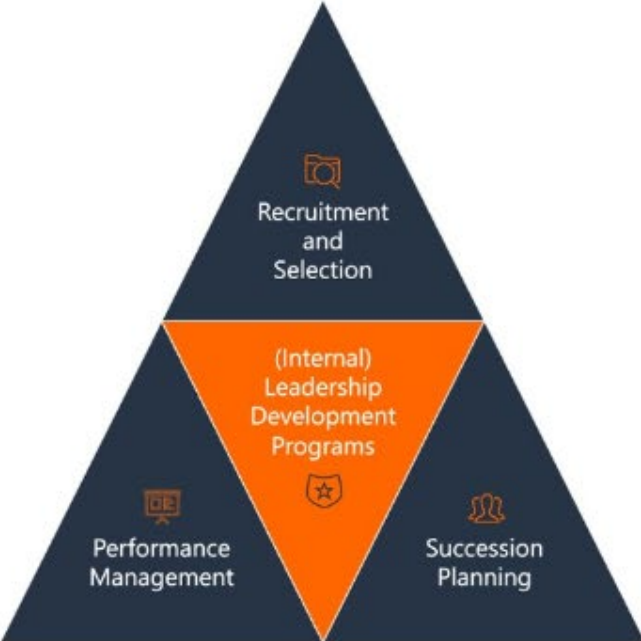 Recruitment
and
Selection
(Internal)
Leadership
Development
Programs
Performance
Management
Succession
Planning